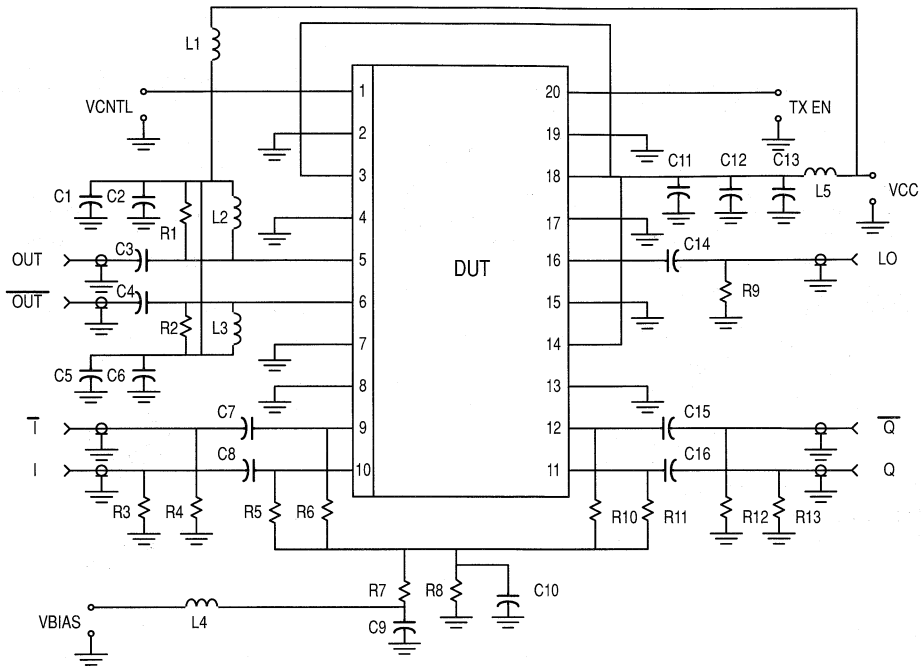 L1
VCNTL
1
20
TX EN
2
19
3
18
C11
C12
C13
L5
VCC
C1
C2
R1
L2
4
17
OUT
C3
5
DUT
16
C14
LO
OUT
C4
6
15
R9
R2
L3
7
14
C5
C6
8
13
I
C7
9
12
C15
Q
I
C8
10
11
C16
Q
R3
R4
R5
R6
R10
R11
R12
R13
R7
R8
C10
VBIAS
L4
C9